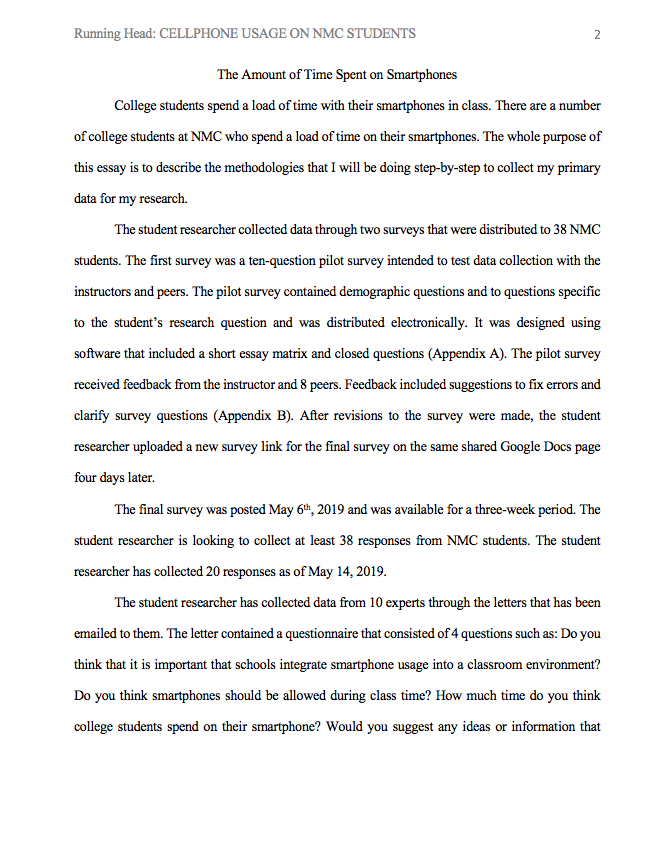 Running Head: CELLPHONE USAGE ON NMC STUDENTS 2
The Amount of Time Spent on Smartphones
College students spend a load of time with their smartphones in class. There are a number
of college students at NMC who spend a load of time on their smartphones. The whole purpose of
this essay is to describe the methodologies that I will be doing step-by-step to collect my primary
data for my research.
The student researcher collected data through two surveys that were distributed to 38 NMC
students. The first survey was a ten-question pilot survey intended to test data collection with the
instructors and peers. The pilot survey contained demographic questions and to questions specific
to the student’s research question and was distributed electronically. It was designed using
software that included a short essay matrix and closed questions (Appendix A). The pilot survey
received feedback from the instructor and 8 peers. Feedback included suggestions to fix errors and
clarify survey questions (Appendix B). After revisions to the survey were made, the student
researcher uploaded a new survey link for the final survey on the same shared Google Docs page
four days later.
The final survey was posted May 6th, 2019 and was available for a three-week period. The
student researcher is looking to collect at least 38 responses from NMC students. The student
researcher has collected 20 responses as of May 14, 2019.
The student researcher has collected data from 10 experts through the letters that has been
emailed to them. The letter contained a questionnaire that consisted of 4 questions such as: Do you
think that it is important that schools integrate smartphone usage into a classroom environment?
Do you think smartphones should be allowed during class time? How much time do you think
college students spend on their smartphone? Would you suggest any ideas or information that